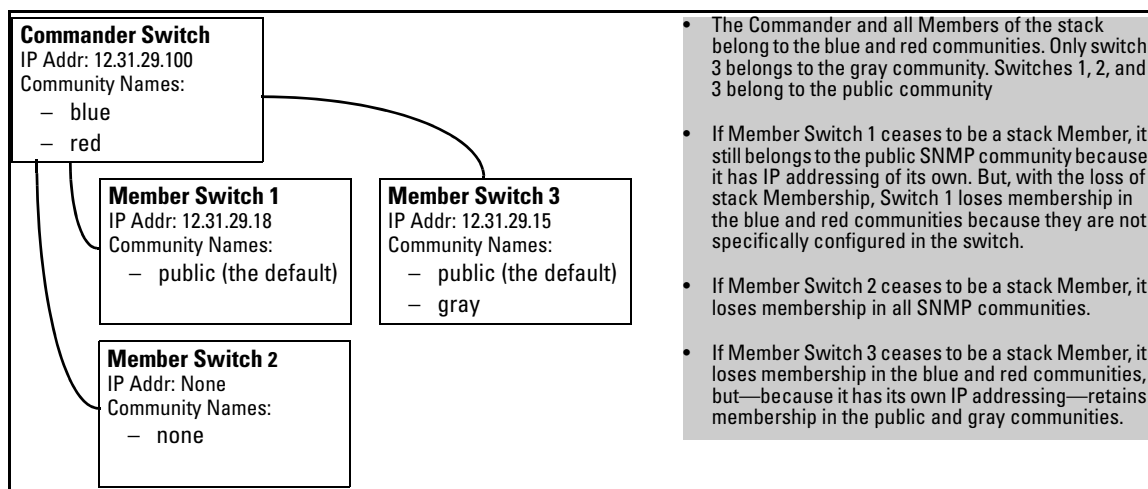 Commander Switch
IP Addr: 12.31.29.100
Community Names:
– blue
– red
Member Switch 1
IP Addr: 12.31.29.18
Community Names:
– public (the default)
Member Switch 3
IP Addr: 12.31.29.15
Community Names:
– public (the default)
– gray
Member Switch 2
IP Addr: None
Community Names:
– none
• The Commander and all Members of the stack
belong to the blue and red communities. Only switch
3 belongs to the gray community. Switches 1, 2, and
3 belong to the public community
• If Member Switch 1 ceases to be a stack Member, it
still belongs to the public SNMP community because
it has IP addressing of its own. But, with the loss of
stack Membership, Switch 1 loses membership in
the blue and red communities because they are not
specifically configured in the switch.
• If Member Switch 2 ceases to be a stack Member, it
loses membership in all SNMP communities.
• If Member Switch 3 ceases to be a stack Member, it
loses membership in the blue and red communities,
but—because it has its own IP addressing—retains
membership in the public and gray communities.